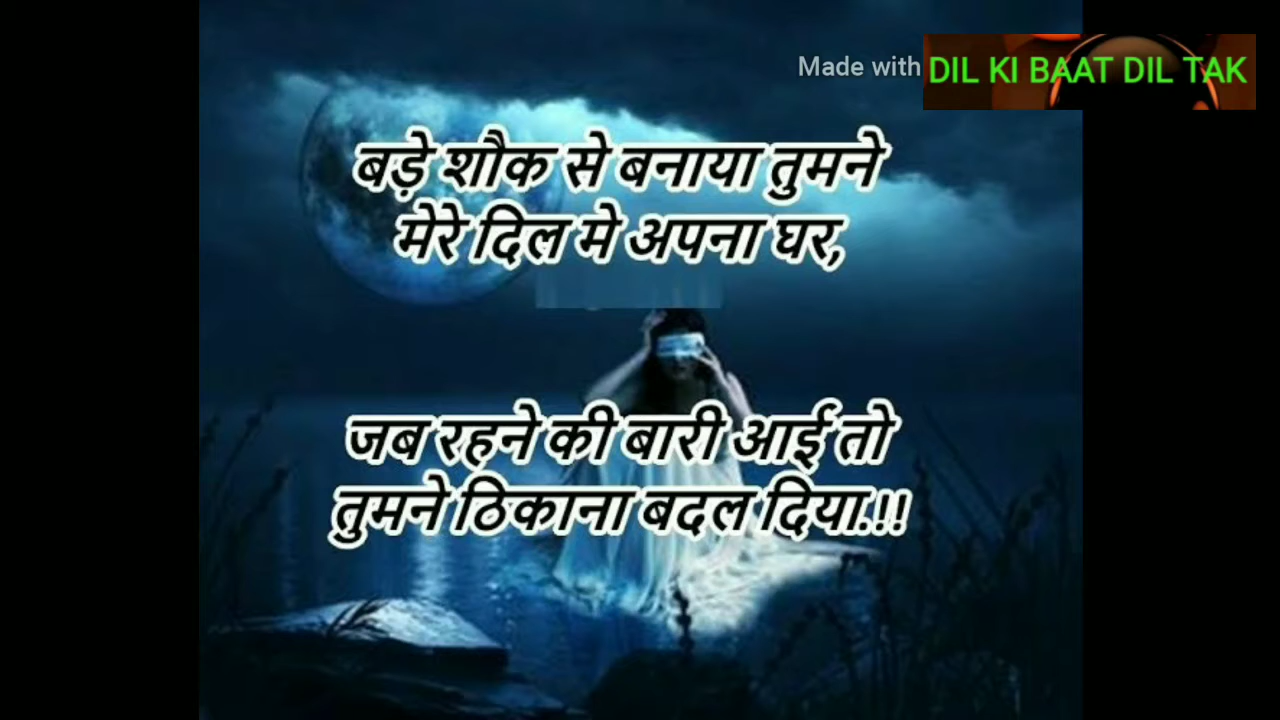 Made with DIL KI BAAT DIL TAK
बड़े शौक से बनाया तुमने
मेरे दिल मे अपना घर,
जब रहने की बारी आई तो
तुमने ठिकाना बदल दिया.!!